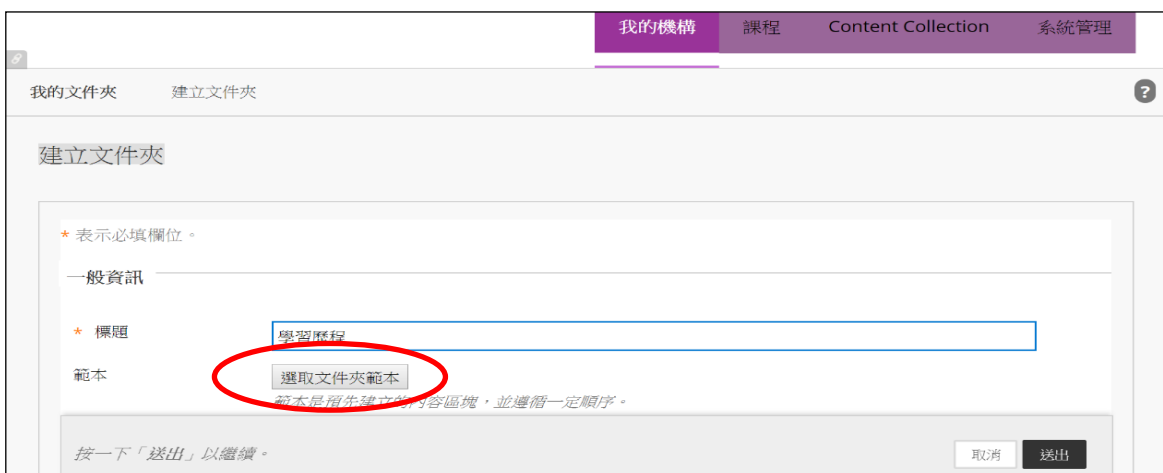 我的機構 課程 Content Collection 系統管理
我的文件夾 建立文件夾 ?
建立文件夾
* 表示必填欄位。
一般資訊
* 標題 學習歷程
範本 選取文件夾範本
範本是預先建立的內容區塊，並遵循一定順序。
按一下「送出」以繼續。 取消 送出